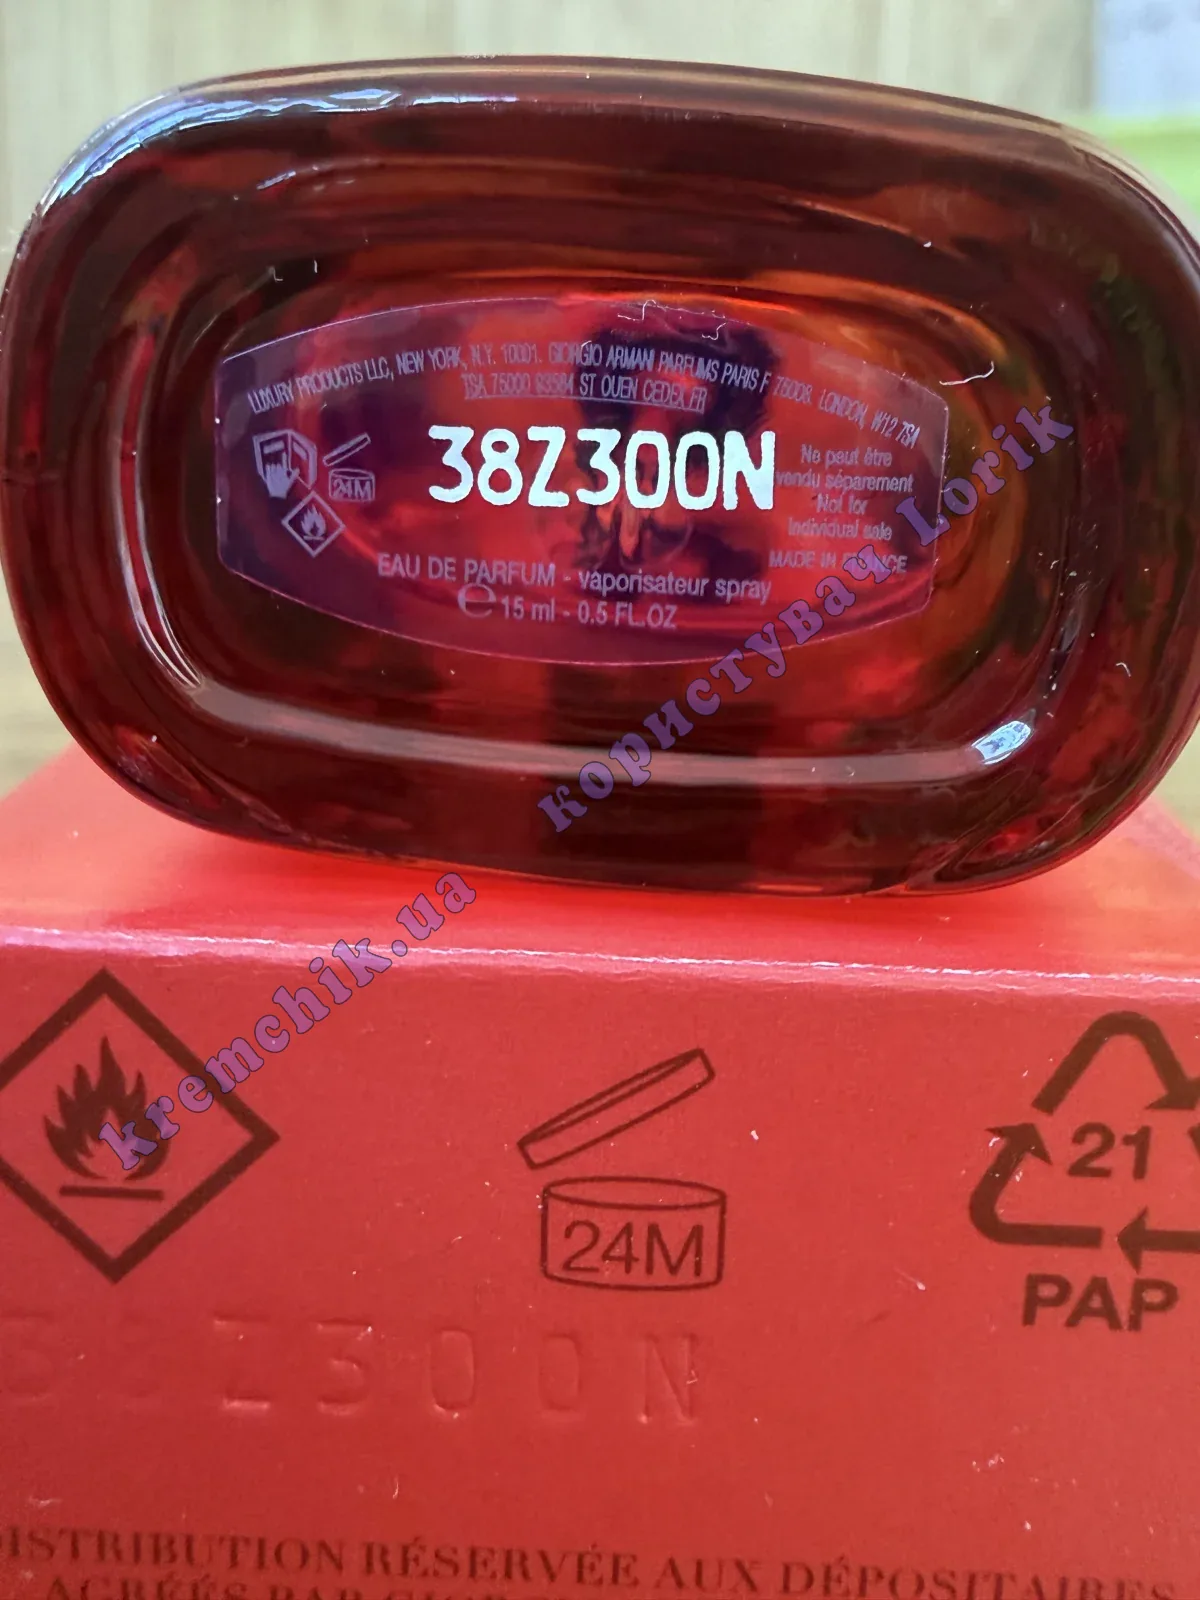 LUXURY PRODUCTS LLC, NEW YORK, N.Y. 10001. GIORGIO ARMANI PARFUMS PARIS F 75008. LONDON, W12 7SA
TSA 75000 93584 ST OUEN CEDEX FR
38Z300N
24M
Ne peut être
vendu séparement
Not for
individual sale
MADE IN FRANCE
EAU DE PARFUM - vaporisateur spray
e 15 ml - 0.5 FL.OZ
користувач Lorik
kremchik.ua
21
24M
PAP
38Z300N
DISTRIBUTION RÉSERVÉE AUX DÉPOSITAIRES
AGRÉÉS PAR